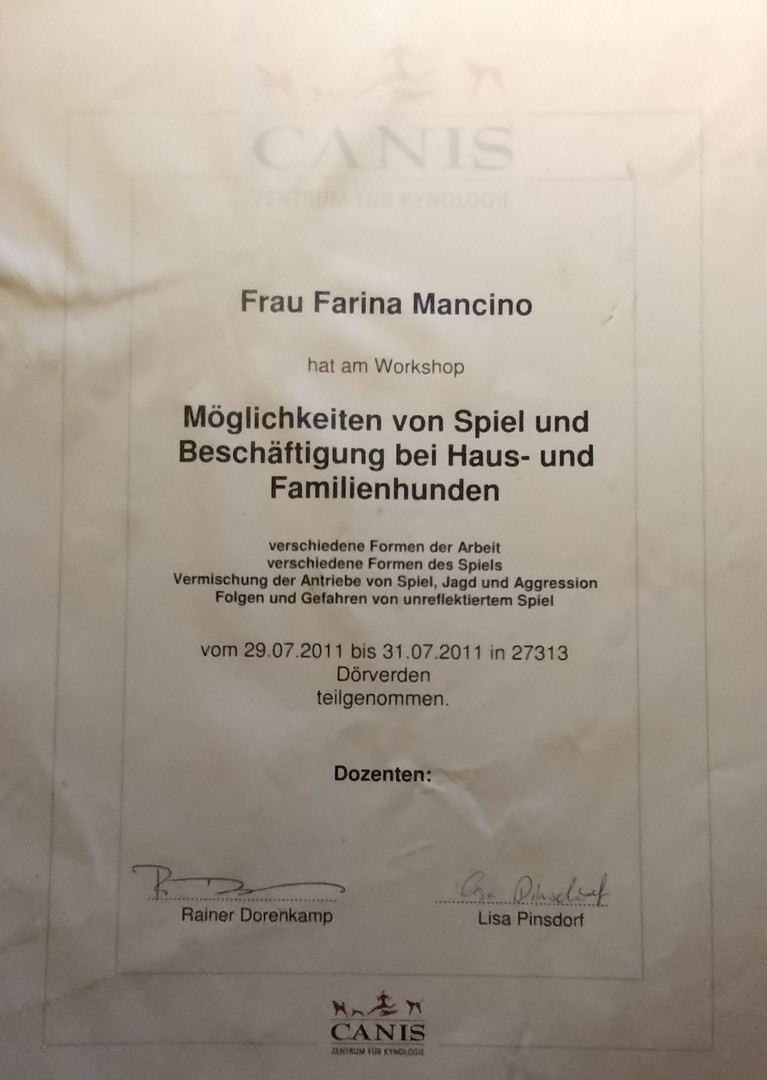 CANIS
ZENTRUM FÜR KYNOLOGIE
Frau Farina Mancino
hat am Workshop
Möglichkeiten von Spiel und
Beschäftigung bei Haus- und
Familienhunden
verschiedene Formen der Arbeit
verschiedene Formen des Spiels
Vermischung der Antriebe von Spiel, Jagd und Aggression
Folgen und Gefahren von unreflektiertem Spiel
vom 29.07.2011 bis 31.07.2011 in 27313
Dörverden
teilgenommen.
Dozenten:
Lisa Pinsdorf
Rainer Dorenkamp
Lisa Pinsdorf
CANIS
ZENTRUM FÜR KYNOLOGIE